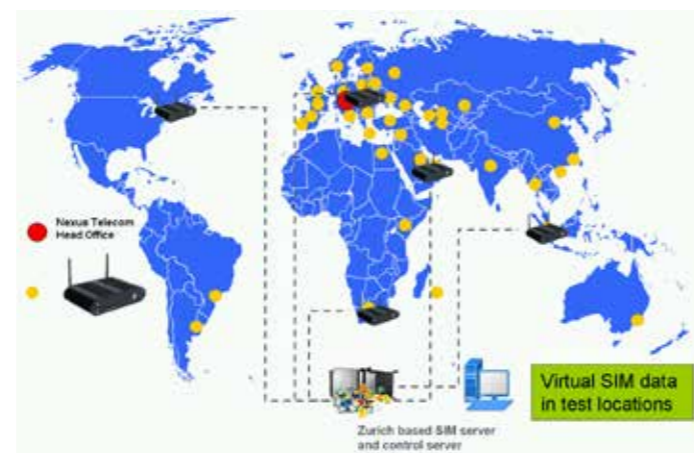 Nexus Telecom
Head Office
Virtual SIM data
in test locations
Zurich based SIM server
and control server